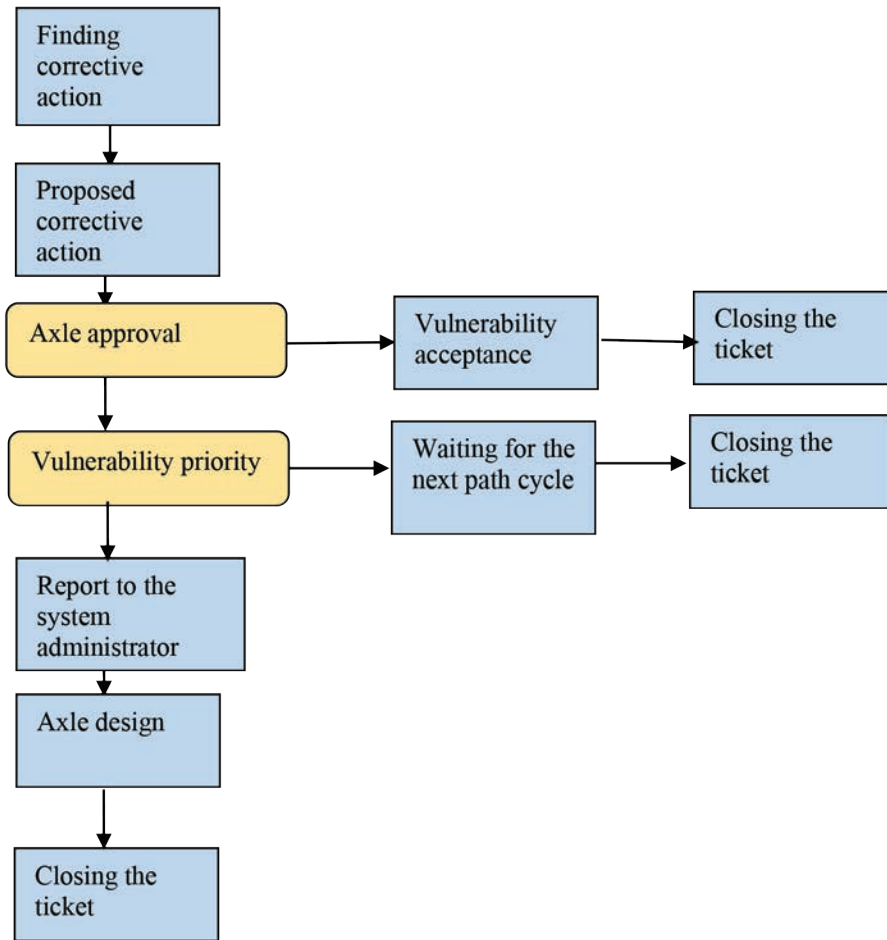 Finding
corrective
action
Proposed
corrective
action
Axle approval
Vulnerability
acceptance
Closing the
ticket
Vulnerability priority
Waiting for the
next path cycle
Closing the
ticket
Report to the
system
administrator
Axle design
Closing the
ticket